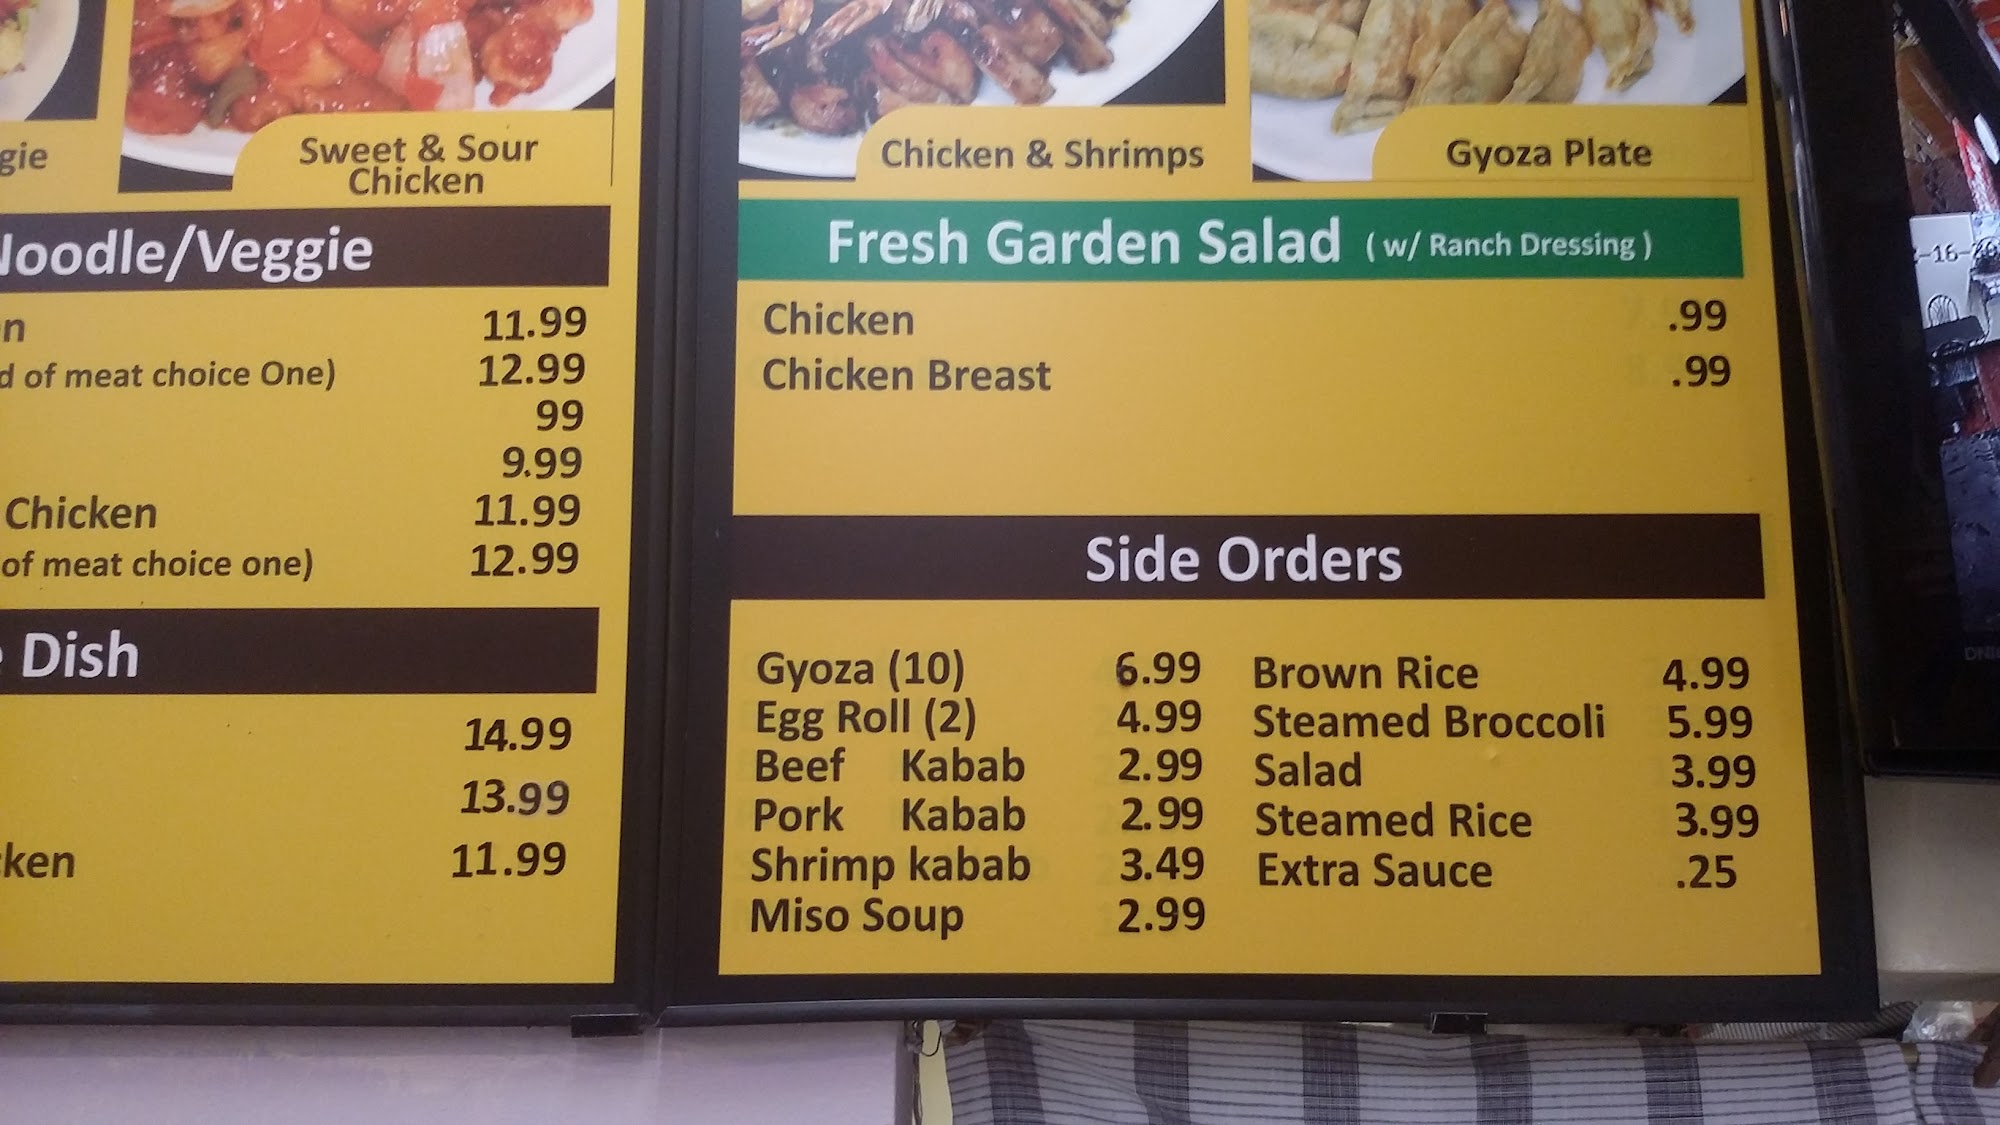 gie
Sweet & Sour
Chicken
Noodle/Veggie
n 11.99
d of meat choice One) 12.99
99
9.99
Chicken 11.99
of meat choice one) 12.99
Dish
14.99
13.99
ken 11.99
Chicken & Shrimps
Gyoza Plate
Fresh Garden Salad ( w/ Ranch Dressing )
Chicken .99
Chicken Breast .99
Side Orders
Gyoza (10) 6.99
Egg Roll (2) 4.99
Beef Kabab 2.99
Pork Kabab 2.99
Shrimp kabab 3.49
Miso Soup 2.99
Brown Rice 4.99
Steamed Broccoli 5.99
Salad 3.99
Steamed Rice 3.99
Extra Sauce .25